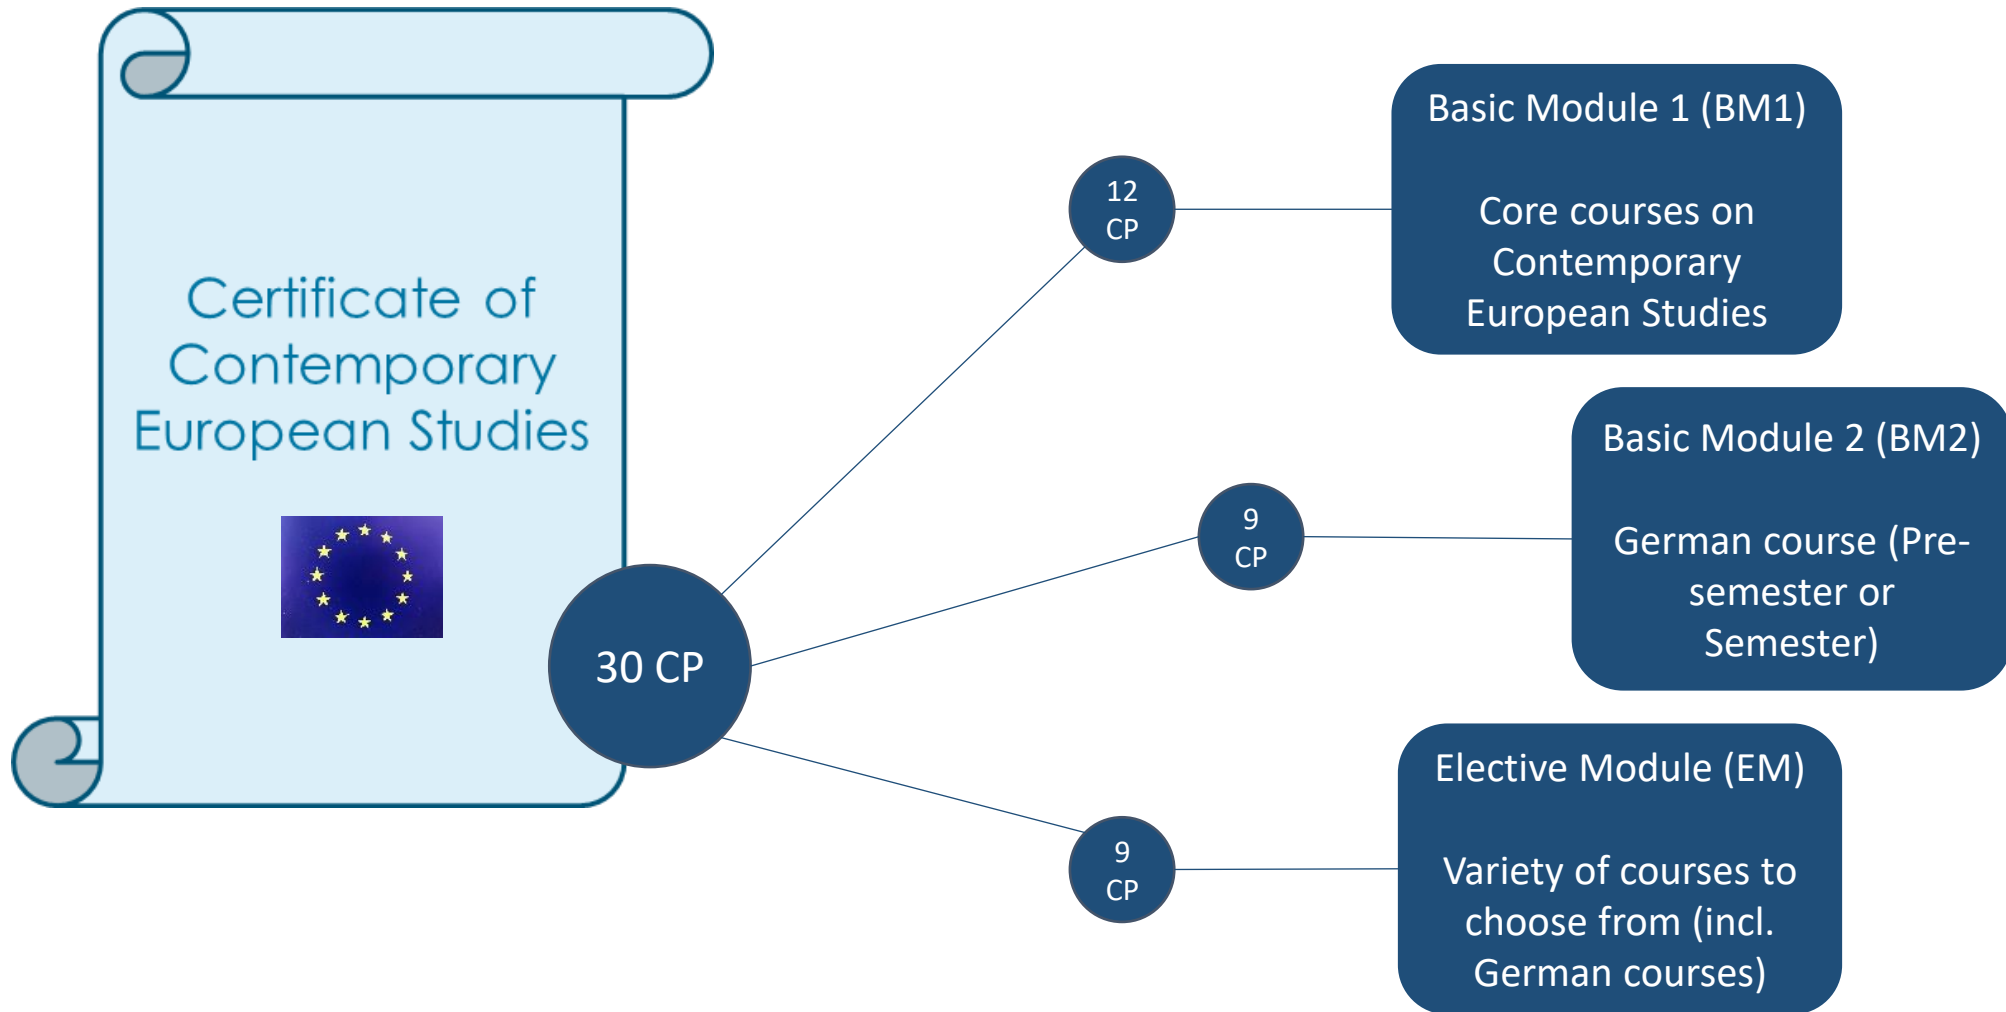 Certificate of
Contemporary
European Studies
30 CP
12
CP
Basic Module 1 (BM1)
Core courses on
Contemporary
European Studies
9
CP
Basic Module 2 (BM2)
German course (Pre-
semester or
Semester)
9
CP
Elective Module (EM)
Variety of courses to
choose from (incl.
German courses)